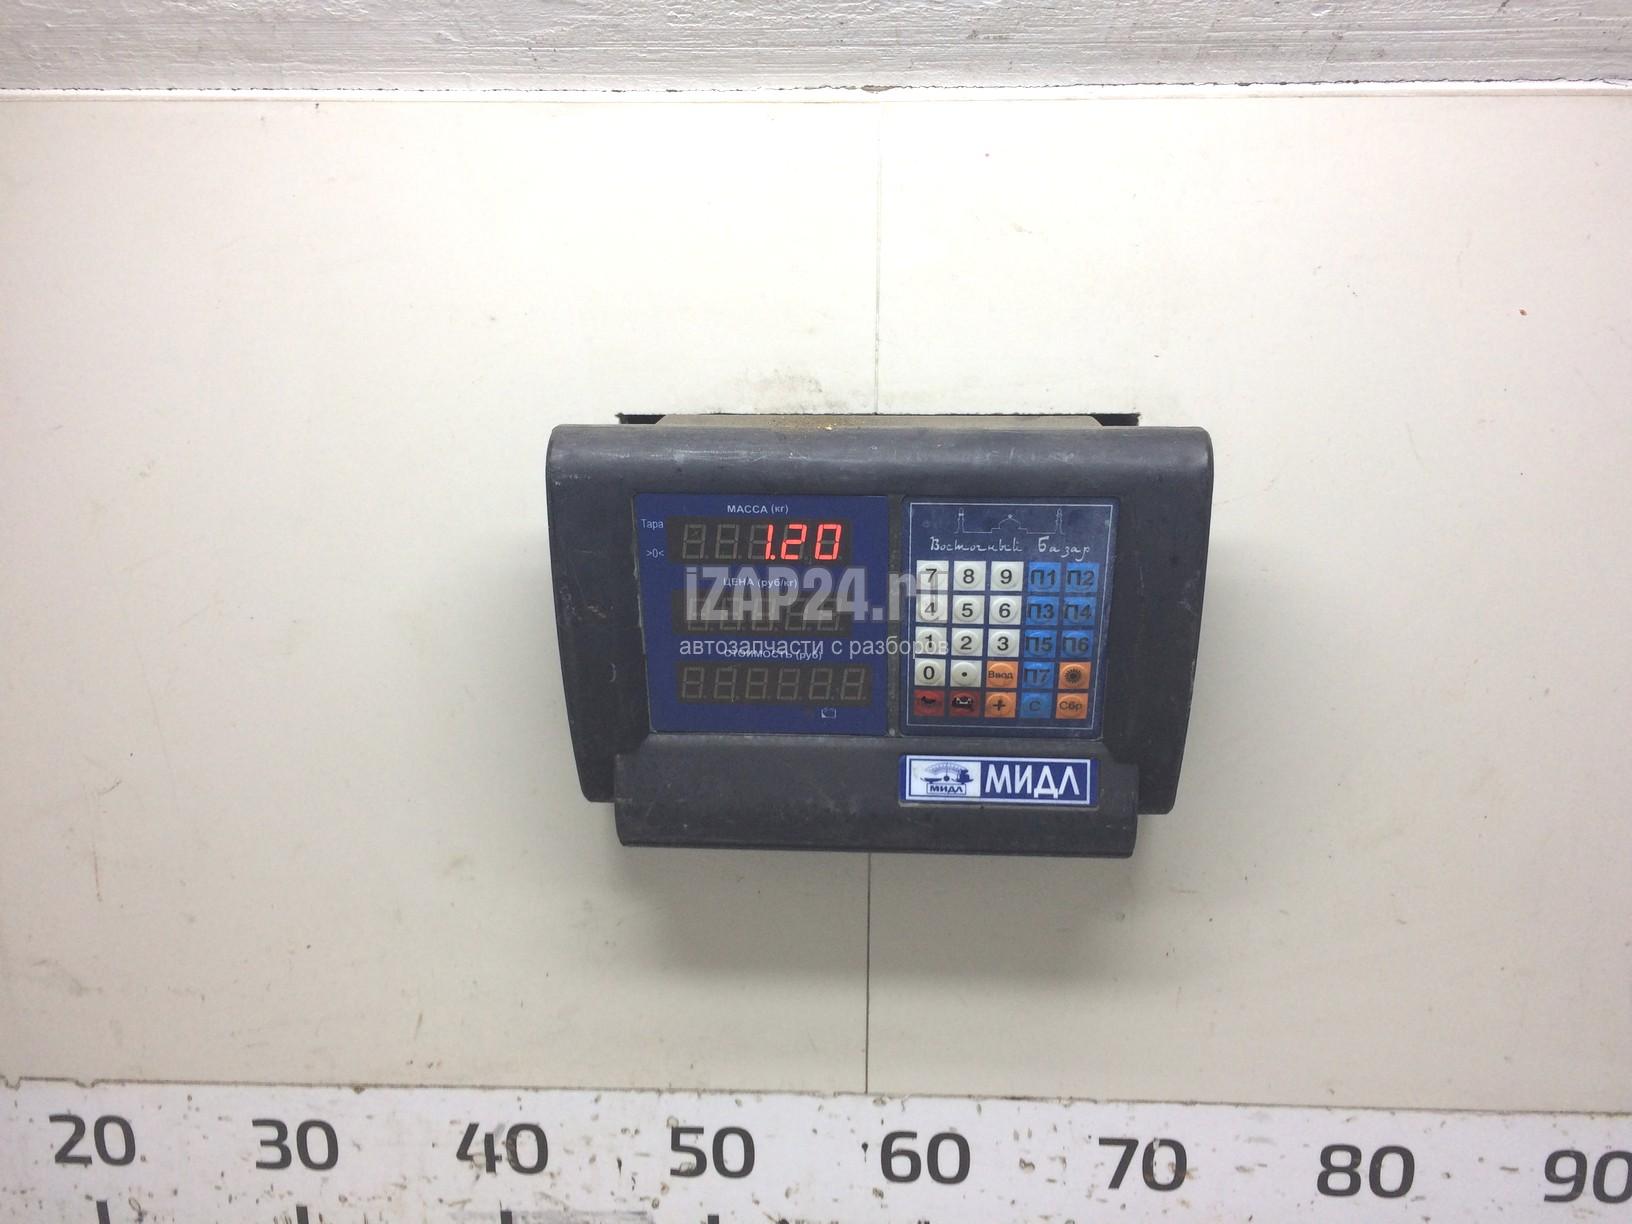 МАССА (кг)
Тара
1.20
>0<
ЦЕНА (руб/кг)
СТОИМОСТЬ (руб)
Восточный Базар
7 8 9 П1 П2
4 5 6 П3 П4
1 2 3 П5 П6
0 . Ввод П7
+ С Сбр
МИДЛ МИДЛ
iZAP24.ru
автозапчасти с разборов
20 30 40 50 60 70 80 90